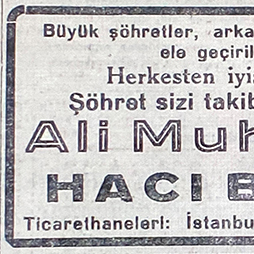 Büyük şöhretler, arka
ele geçiril
Herkesten iyi
Şöhret sizi takib
Ali Muh
HACI B
Ticarethaneleri: İstanbu